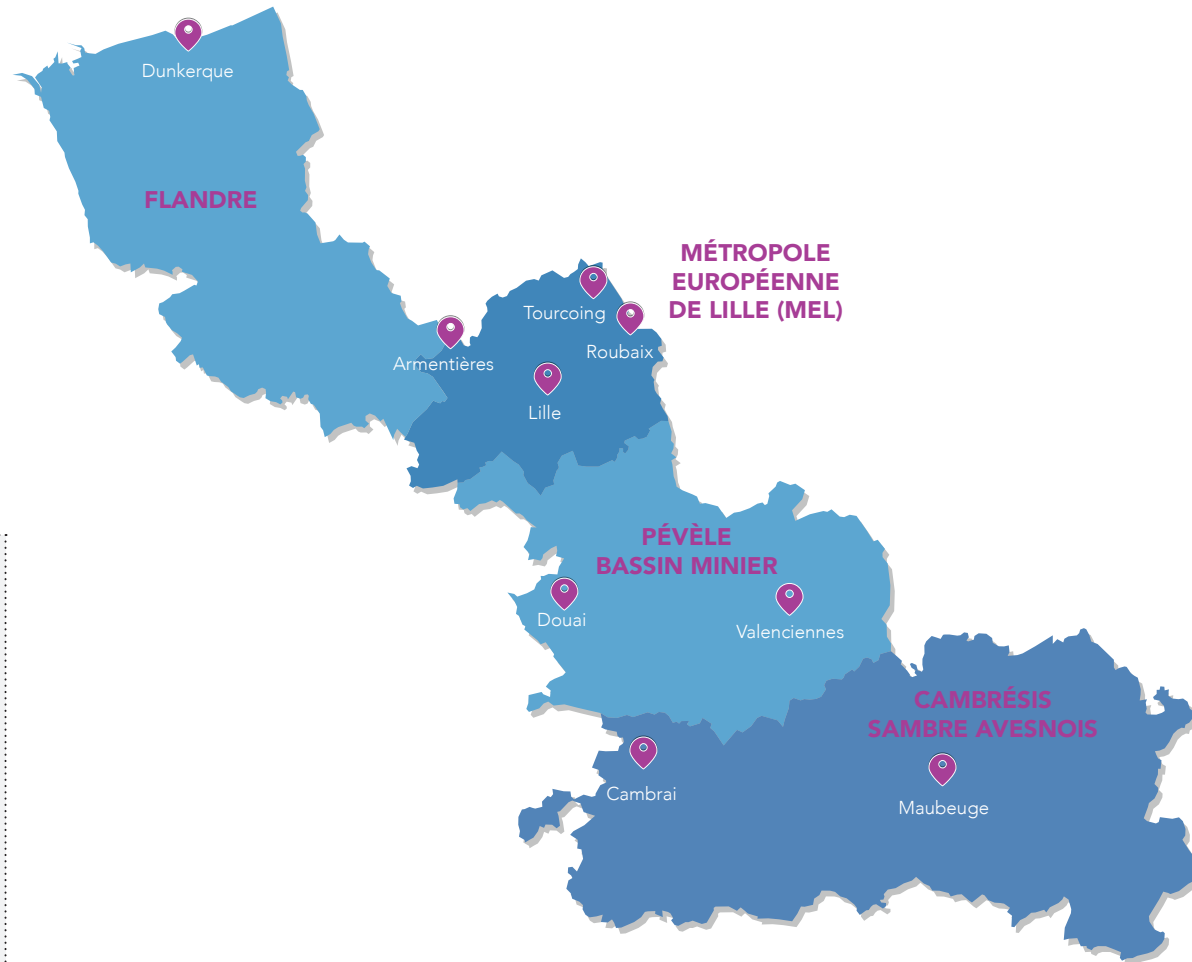 Dunkerque
FLANDRE
MÉTROPOLE
EUROPÉENNE
DE LILLE (MEL)
Tourcoing
Roubaix
Armentières
Lille
PÉVÈLE
BASSIN MINIER
Douai
Valenciennes
CAMBRÉSIS
SAMBRE AVESNOIS
Cambrai
Maubeuge